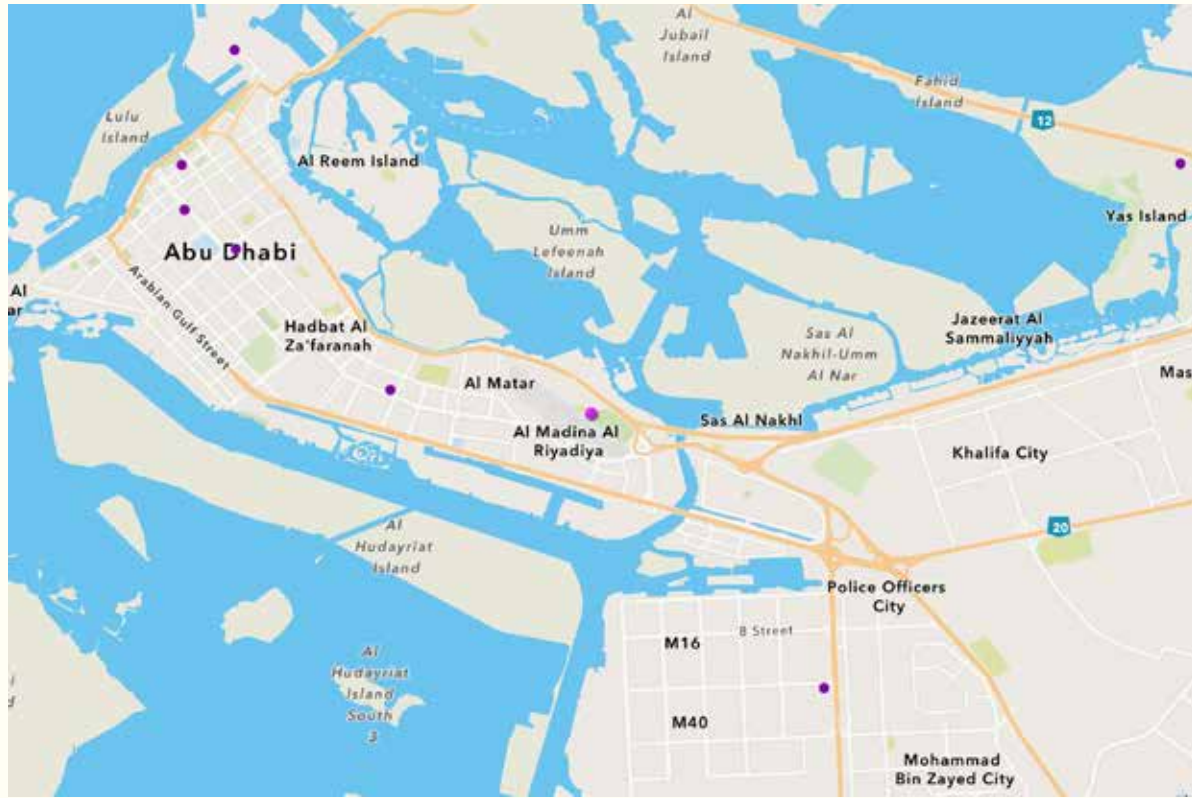 Al
Jubail
Island
Fahid
Island
12
Lulu
Island
Al Reem Island
Yas Island
Umm
Lefeenah
Island
Abu Dhabi
Al
ar
Arabian Gulf Street
Hadbat Al
Za'faranah
Jazeerat Al
Sammaliyyah
Sas Al
Nakhil-Umm
Al Nar
Al Matar
Mas
Sas Al Nakhl
Al Madina Al
Riyadiya
Khalifa City
20
Al
Hudayriat
Island
Police Officers
City
8 Street
M16
Al
Hudayriat
Island
South
3
i
d
M40
Mohammad
Bin Zayed City